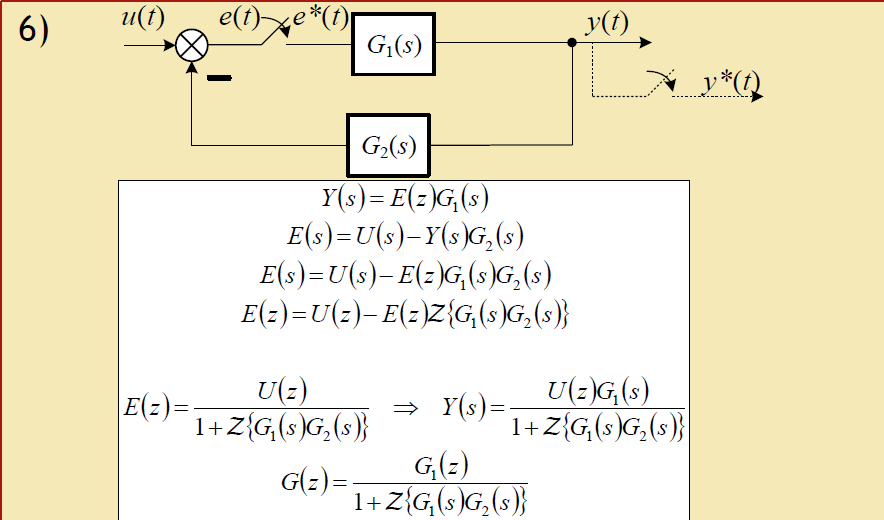 6)
u(t) e(t) e*(t) G₁(s) y(t)
y*(t)
G₂(s)
Y(s)= E(z)G₁(s)
E(s)=U(s)−Y(s)G₂(s)
E(s)=U(s)−E(z)G₁(s)G₂(s)
E(z)=U(z)−E(z)Z{G₁(s)G₂(s)}
E(z)= U(z) / 1+Z{G₁(s)G₂(s)} ⇒ Y(s)= U(z)G₁(s) / 1+Z{G₁(s)G₂(s)}
G(z)= G₁(z) / 1+Z{G₁(s)G₂(s)}